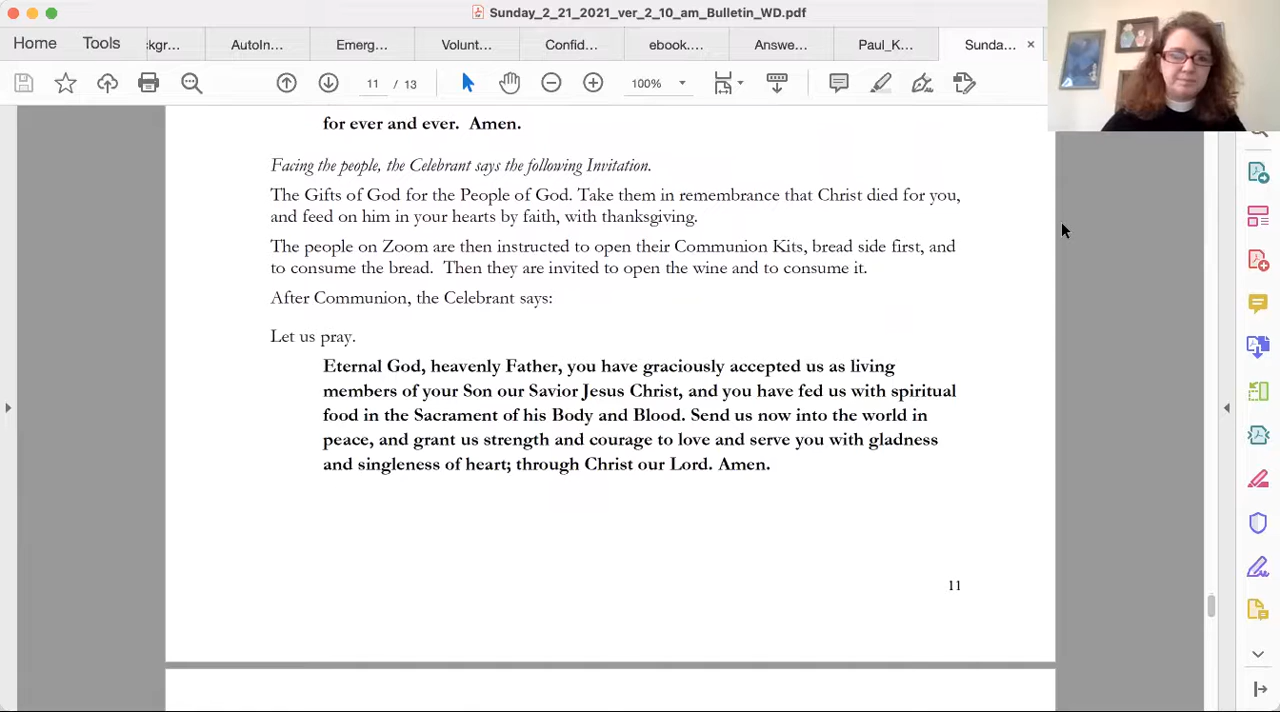 Sunday_2_21_2021_ver_2_10_am_Bulletin_WD.pdf
Home Tools kgr... AutoIn... Emerg... Volunt... Confid... ebook.... Answe... Paul_K... Sunda... ×
11 / 13 100%
for ever and ever. Amen.
Facing the people, the Celebrant says the following Invitation.
The Gifts of God for the People of God. Take them in remembrance that Christ died for you,
and feed on him in your hearts by faith, with thanksgiving.
The people on Zoom are then instructed to open their Communion Kits, bread side first, and
to consume the bread. Then they are invited to open the wine and to consume it.
After Communion, the Celebrant says:
Let us pray.
Eternal God, heavenly Father, you have graciously accepted us as living
members of your Son our Savior Jesus Christ, and you have fed us with spiritual
food in the Sacrament of his Body and Blood. Send us now into the world in
peace, and grant us strength and courage to love and serve you with gladness
and singleness of heart; through Christ our Lord. Amen.
11